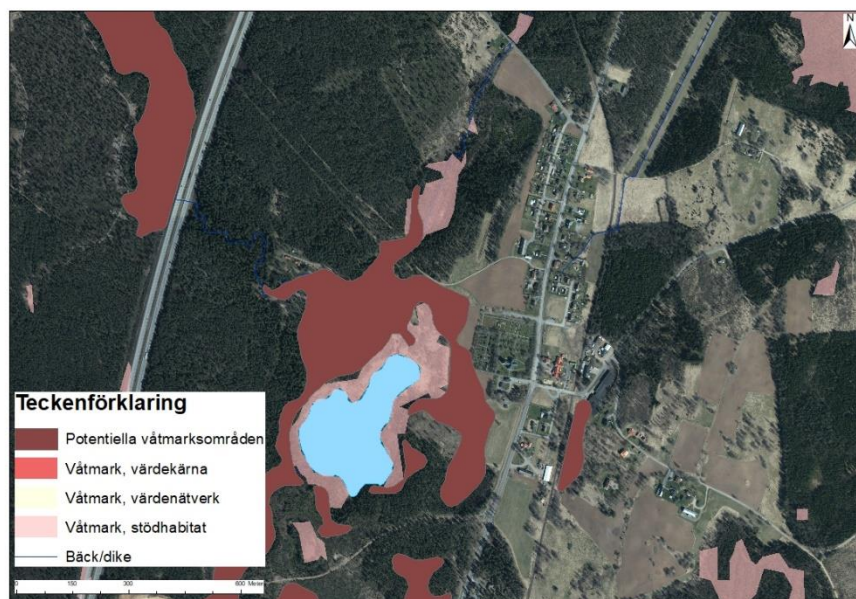 N
Teckenförklaring
Potentiella våtmarksområden
Våtmark, värdekärna
Våtmark, värdenätverk
Våtmark, stödhabitat
Bäck/dike
0 150 300 600 Meter